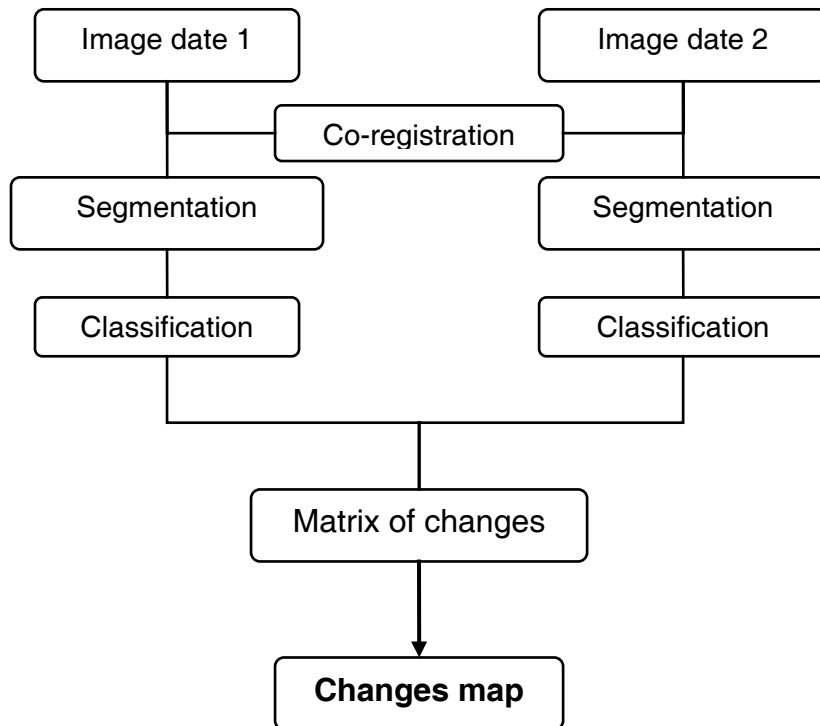 Image date 1
Image date 2
Co-registration
Segmentation
Segmentation
Classification
Classification
Matrix of changes
Changes map